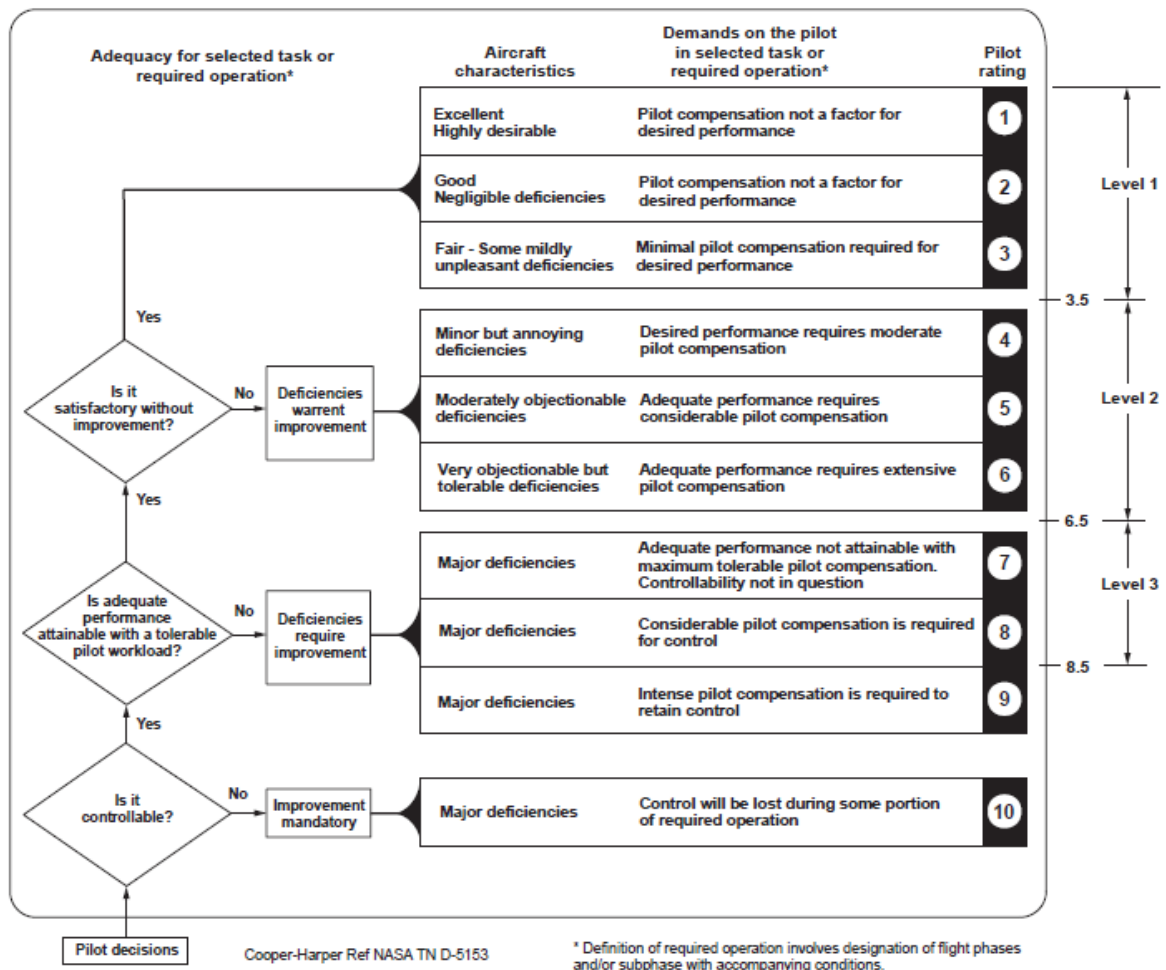 Adequacy for selected task or
required operation*
Aircraft
characteristics
Demands on the pilot
in selected task or
required operation*
Pilot
rating
Excellent
Highly desirable
Pilot compensation not a factor for
desired performance
1
Good
Negligible deficiencies
Pilot compensation not a factor for
desired performance
2
Fair - Some mildly
unpleasant deficiencies
Minimal pilot compensation required for
desired performance
3
Level 1
3.5
Yes
Is it
satisfactory without
improvement?
No
Deficiencies
warrent
improvement
Minor but annoying
deficiencies
Desired performance requires moderate
pilot compensation
4
Moderately objectionable
deficiencies
Adequate performance requires
considerable pilot compensation
5
Very objectionable but
tolerable deficiencies
Adequate performance requires extensive
pilot compensation
6
Level 2
6.5
Yes
Is adequate
performance
attainable with a tolerable
pilot workload?
No
Deficiencies
require
improvement
Major deficiencies
Adequate performance not attainable with
maximum tolerable pilot compensation.
Controllability not in question
7
Major deficiencies
Considerable pilot compensation is required
for control
8
Major deficiencies
Intense pilot compensation is required to
retain control
9
Level 3
8.5
Yes
Is it
controllable?
No
Improvement
mandatory
Major deficiencies
Control will be lost during some portion
of required operation
10
Pilot decisions
Cooper-Harper Ref NASA TN D-5153
* Definition of required operation involves designation of flight phases
and/or subphase with accompanying conditions.